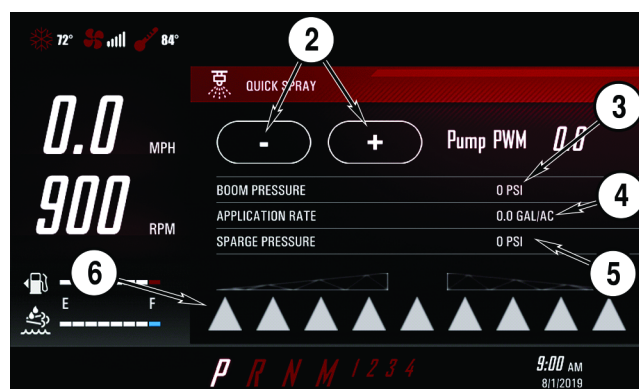 72° 84°
2
QUICK SPRAY
3
- + Pump PWM 0.0
0.0 MPH
BOOM PRESSURE 0 PSI
4
APPLICATION RATE 0.0 GAL/AC
900 RPM
SPARGE PRESSURE 0 PSI
5
6
E F
P R N M 1 2 3 4
9:00 AM
8/1/2019